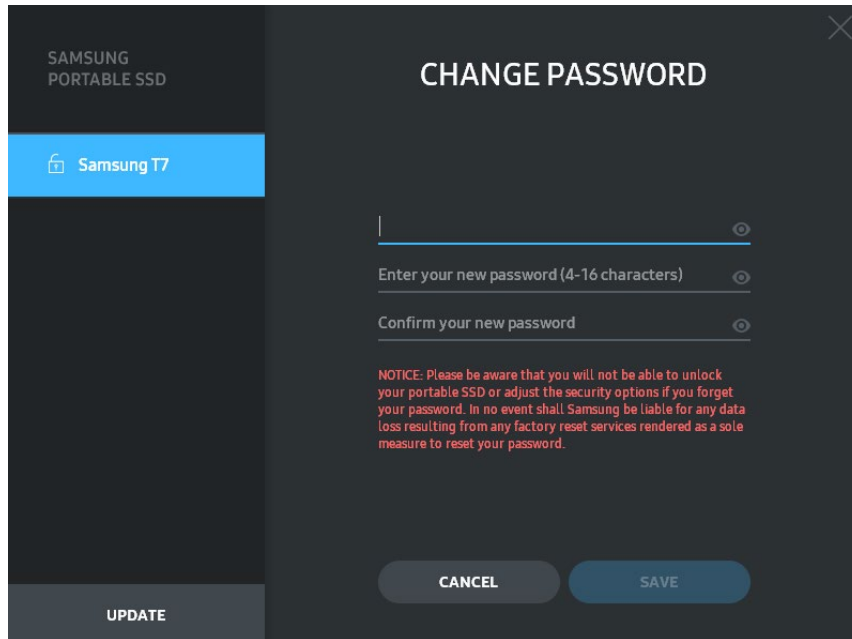 SAMSUNG
PORTABLE SSD
Samsung T7
UPDATE
CHANGE PASSWORD
Enter your new password (4-16 characters)
Confirm your new password
NOTICE: Please be aware that you will not be able to unlock
your portable SSD or adjust the security options if you forget
your password. In no event shall Samsung be liable for any data
loss resulting from any factory reset services rendered as a sole
measure to reset your password.
CANCEL
SAVE